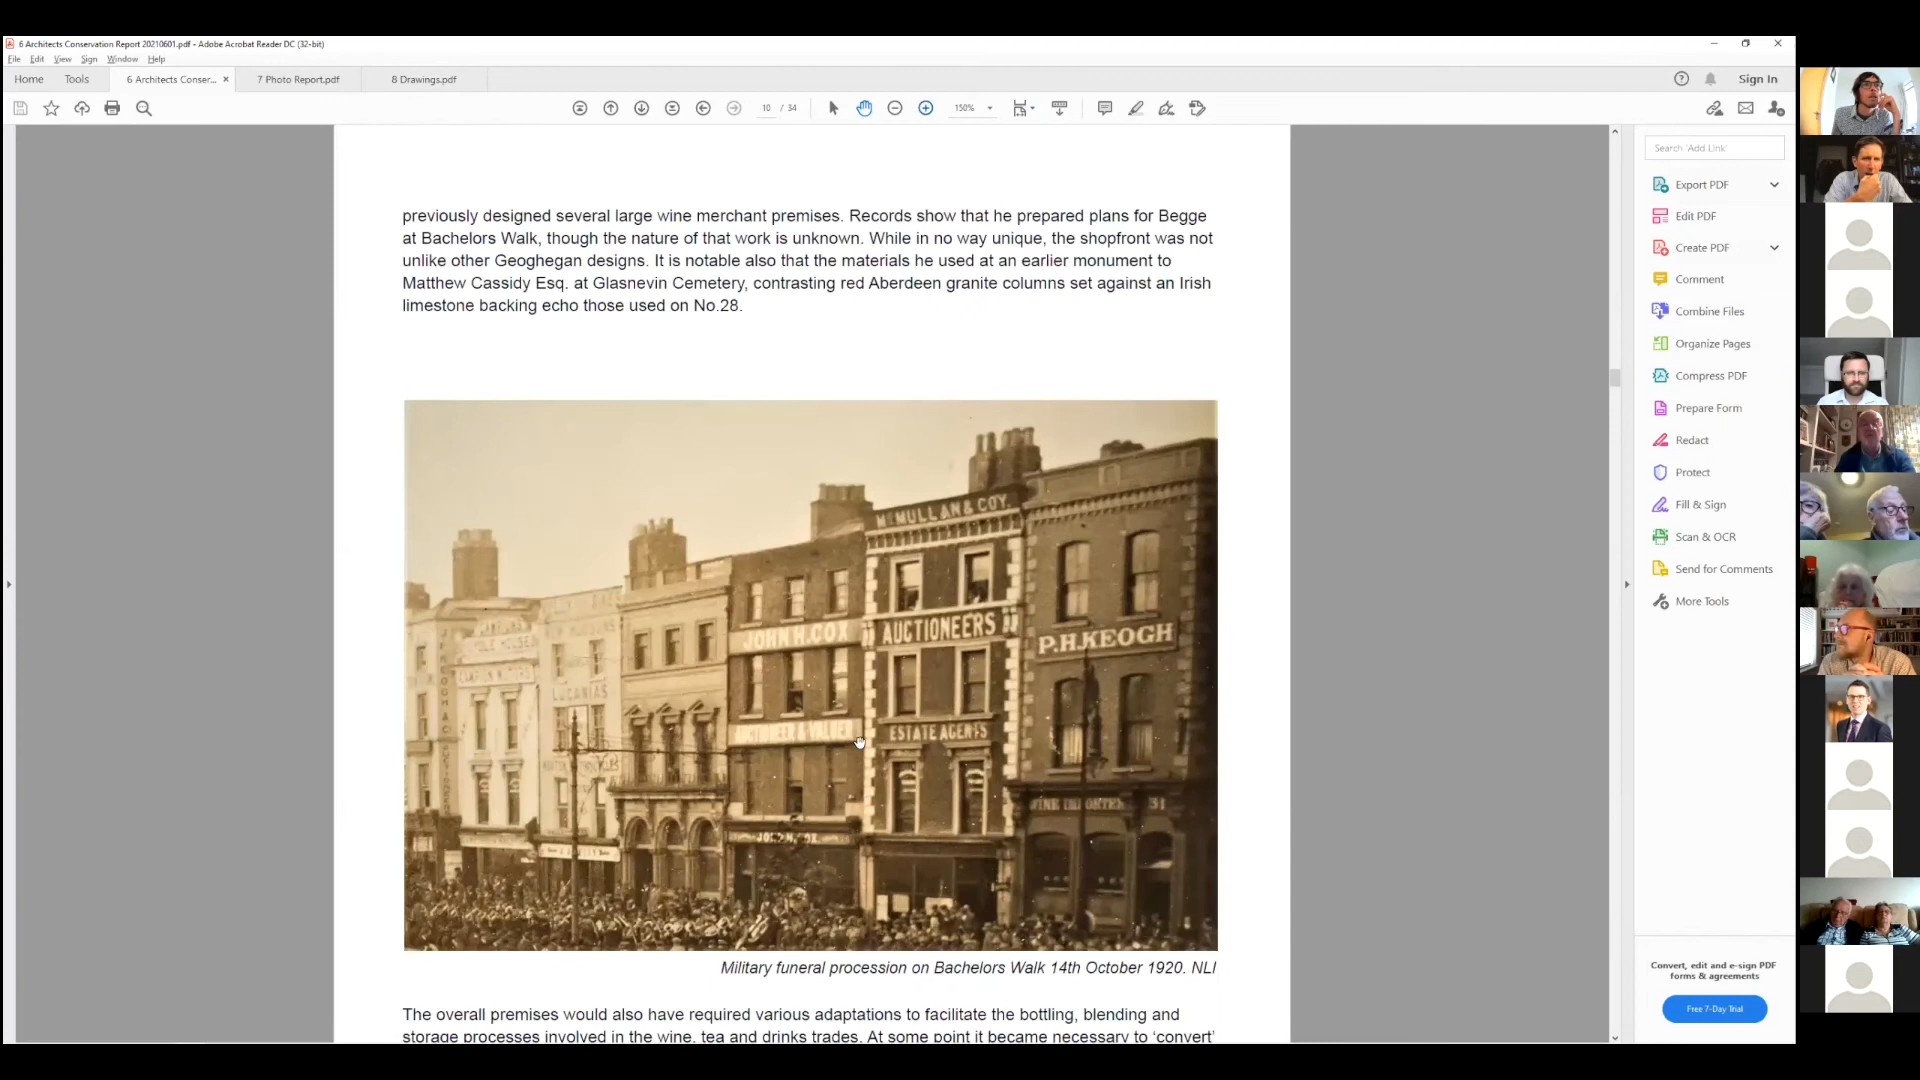 6 Architects Conservation Report 20210601.pdf - Adobe Acrobat Reader DC (32-bit)
File Edit View Sign Window Help
Home Tools 6 Architects Conser... × 7 Photo Report.pdf 8 Drawings.pdf Sign In
10 / 34 150%
previously designed several large wine merchant premises. Records show that he prepared plans for Begge
at Bachelors Walk, though the nature of that work is unknown. While in no way unique, the shopfront was not
unlike other Geoghegan designs. It is notable also that the materials he used at an earlier monument to
Matthew Cassidy Esq. at Glasnevin Cemetery, contrasting red Aberdeen granite columns set against an Irish
limestone backing echo those used on No.28.
McMULLAN & COY.
JOHN H. COX
AUCTIONEERS
P.H.KEOGH
LUCANIAS
AUCTIONEER & VALUER
ESTATE AGENTS
31
JOHN H. COX
Military funeral procession on Bachelors Walk 14th October 1920. NLI
The overall premises would also have required various adaptations to facilitate the bottling, blending and
storage processes involved in the wine, tea and drinks trades. At some point it became necessary to ‘convert’
Search 'Add Link'
Export PDF
Edit PDF
Create PDF
Comment
Combine Files
Organize Pages
Compress PDF
Prepare Form
Redact
Protect
Fill & Sign
Scan & OCR
Send for Comments
More Tools
Convert, edit and e-sign PDF
forms & agreements
Free 7-Day Trial